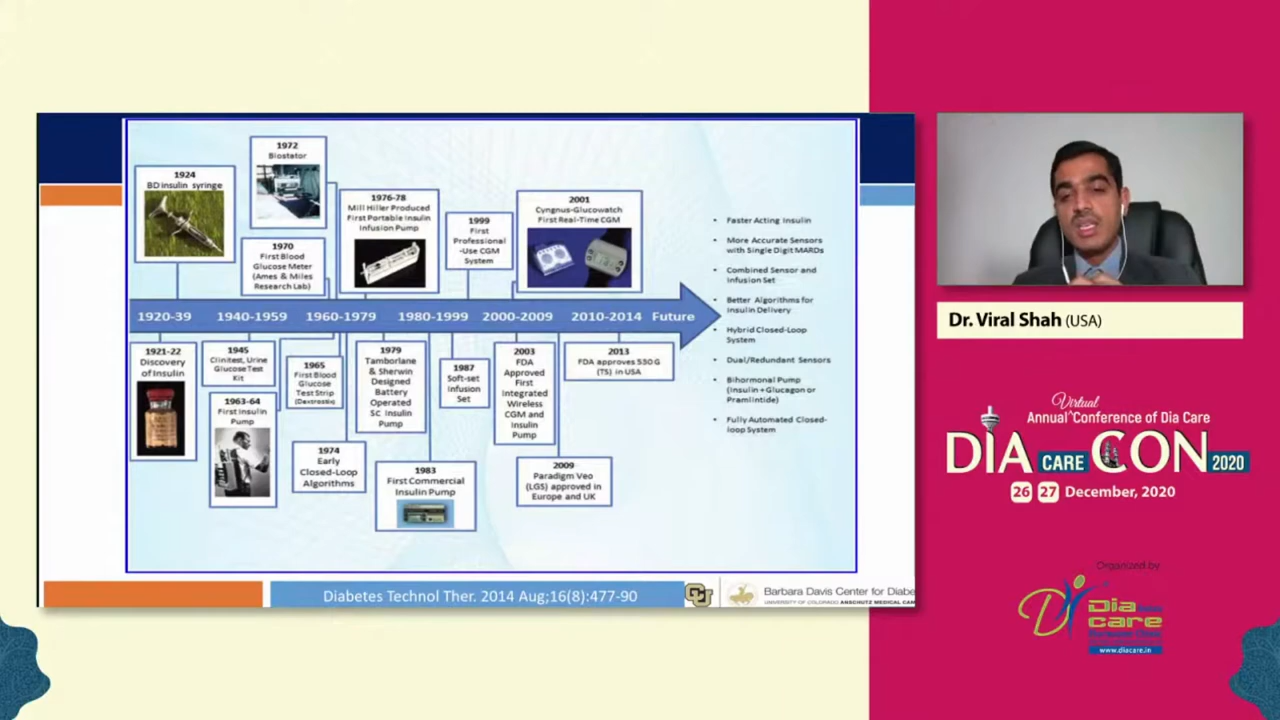 1924
BD insulin syringe
1972
Biostator
1970
First Blood
Glucose Meter
(Ames & Miles
Research Lab)
1976-78
Mill Hiller Produced
First Portable Insulin
Infusion Pump
1999
First
Professional
-Use CGM
System
2001
Cyngnus-Glucowatch
First Real-Time CGM
1920-39 1940-1959 1960-1979 1980-1999 2000-2009 2010-2014 Future
1921-22
Discovery
of Insulin
1945
Clinitest, Urine
Glucose Test
Kit
1963-64
First Insulin
Pump
1965
First Blood
Glucose
Test Strip
(Dextrostix)
1974
Early
Closed-Loop
Algorithms
1979
Tamborlane
& Sherwin
Designed
Battery
Operated
SC Insulin
Pump
1983
First Commercial
Insulin Pump
1987
Soft-set
Infusion
Set
2003
FDA
Approved
First
Integrated
Wireless
CGM and
Insulin
Pump
2009
Paradigm Veo
(LGS) approved in
Europe and UK
2013
FDA approves 530G
(TS) in USA
• Faster Acting Insulin
• More Accurate Sensors
with Single Digit MARDs
• Combined Sensor and
Infusion Set
• Better Algorithms for
Insulin Delivery
• Hybrid Closed-Loop
System
• Dual/Redundant Sensors
• Bihormonal Pump
(Insulin + Glucagon or
Pramlintide)
• Fully Automated Closed-
loop System
Diabetes Technol Ther. 2014 Aug;16(8):477-90
CU
Barbara Davis Center for Diabe
UNIVERSITY OF COLORADO ANSCHUTZ MEDICAL CAM
Dr. Viral Shah (USA)
Virtual
Annual^Conference of Dia Care
DIA CARE CON 2020
26 27 December, 2020
Organized by
Dia
care
www.diacare.in